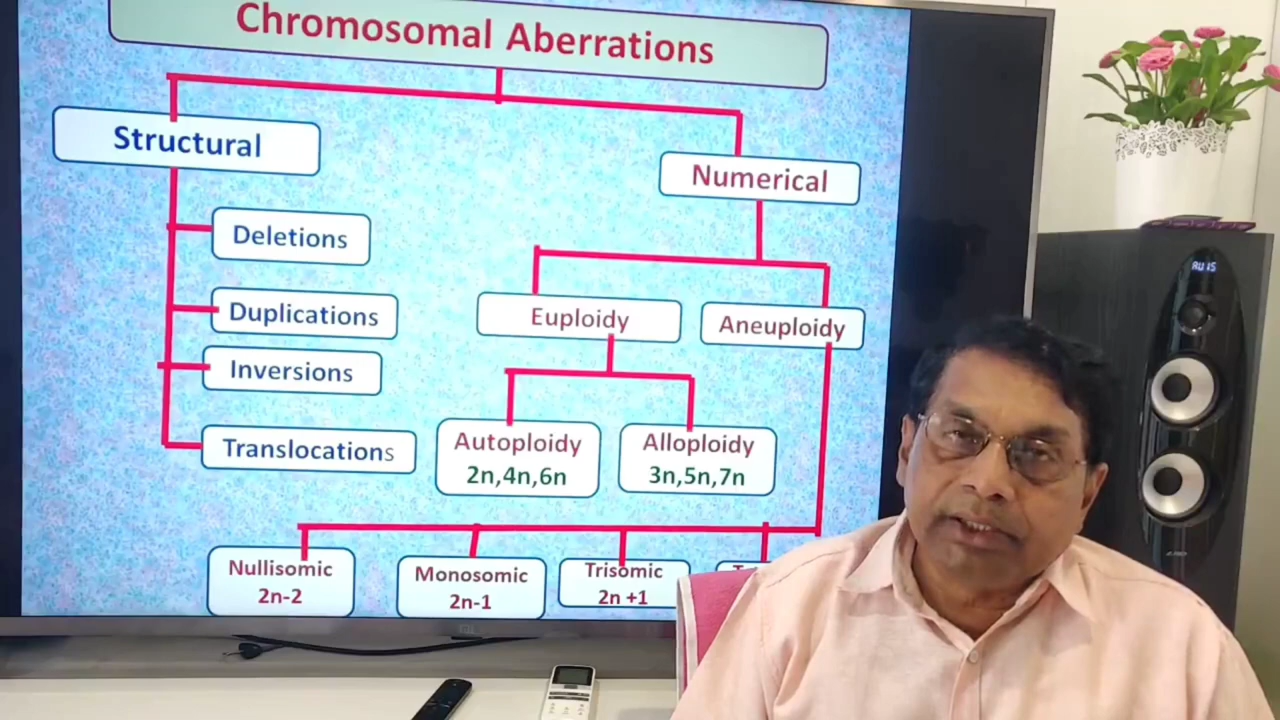 Chromosomal Aberrations
Structural
Numerical
Deletions
Duplications
Inversions
Translocations
Euploidy
Aneuploidy
Autoploidy
2n,4n,6n
Alloploidy
3n,5n,7n
Nullisomic
2n-2
Monosomic
2n-1
Trisomic
2n +1